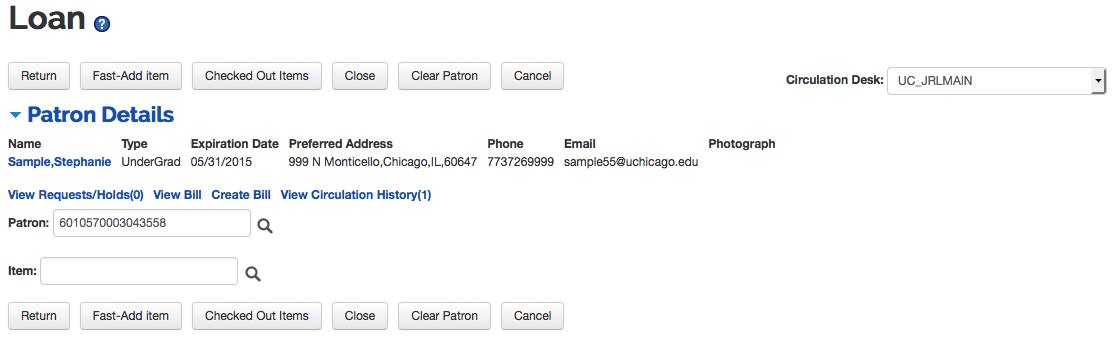 Loan ?
Return Fast-Add item Checked Out Items Close Clear Patron Cancel Circulation Desk: UC_JRLMAIN
Patron Details
Name Type Expiration Date Preferred Address Phone Email Photograph
Sample,Stephanie UnderGrad 05/31/2015 999 N Monticello,Chicago,IL,60647 7737269999 sample55@uchicago.edu
View Requests/Holds(0) View Bill Create Bill View Circulation History(1)
Patron: 6010570003043558
Item:
Return Fast-Add item Checked Out Items Close Clear Patron Cancel